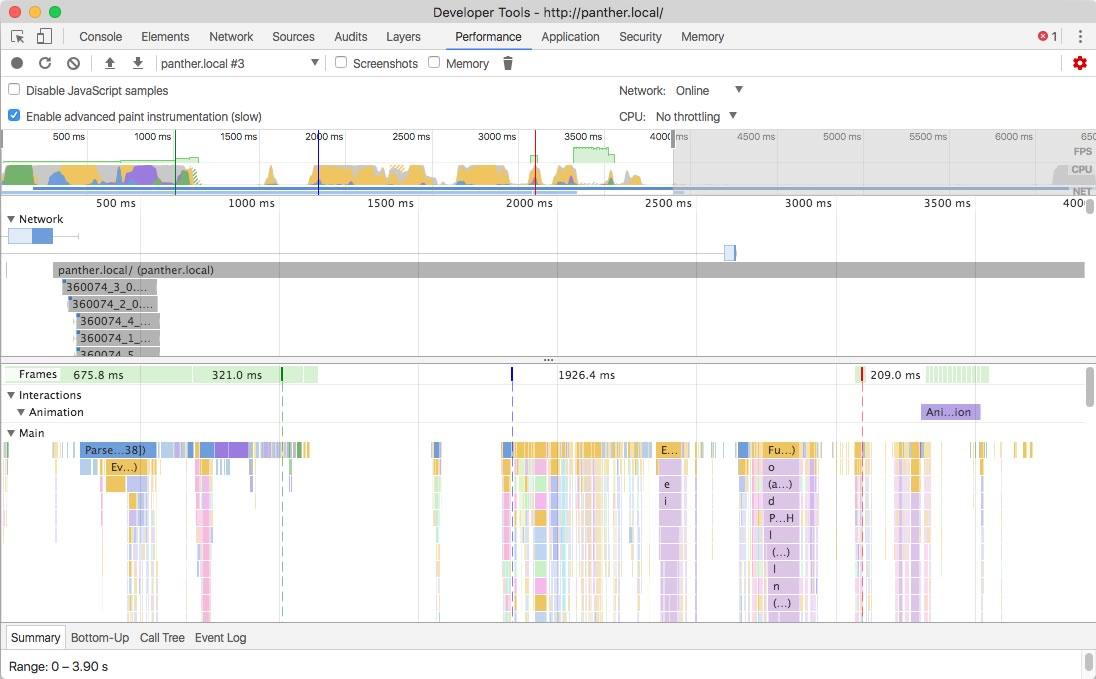 Developer Tools - http://panther.local/
Console Elements Network Sources Audits Layers Performance Application Security Memory 1
panther.local #3 Screenshots Memory
Disable JavaScript samples Network: Online
Enable advanced paint instrumentation (slow) CPU: No throttling
500 ms 1000 ms 1500 ms 2000 ms 2500 ms 3000 ms 3500 ms 4000 ms 4500 ms 5000 ms 5500 ms 6000 ms 650
FPS
CPU
NET
500 ms 1000 ms 1500 ms 2000 ms 2500 ms 3000 ms 3500 ms 400
Network
panther.local/ (panther.local)
360074_3_0....
360074_2_0....
360074_4_...
360074_1_...
360074_5
...
Frames 675.8 ms 321.0 ms 1926.4 ms 209.0 ms
Interactions
Animation Ani...ion
Main
Parse...38]) E... Fu...)
Ev...) o
e (a...)
i d
P...H
l
(...)
l
n
(...)
Summary Bottom-Up Call Tree Event Log
Range: 0 – 3.90 s